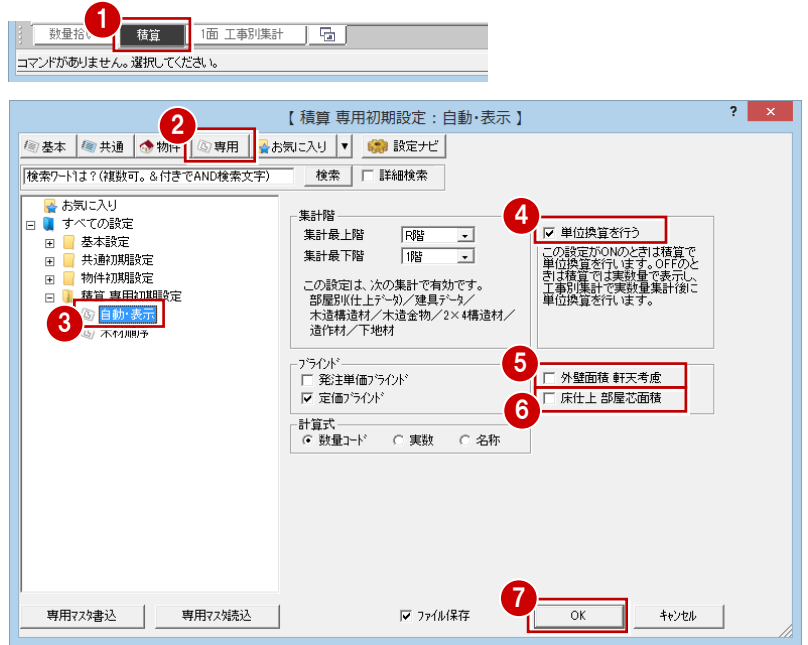 1
数量拾い
積算
1面 工事別集計
コマンドがありません。選択してください。
【 積算 専用初期設定：自動・表示 】
?
×
2
基本
共通
物件
専用
お気に入り
▼
設定ナビ
検索ワードは？(複数可。＆付きでAND検索文字)
検索
詳細検索
お気に入り
すべての設定
基本設定
共通初期設定
物件初期設定
積算 専用初期設定
3
自動・表示
木材順序
集計階
集計最上階
R階
集計最下階
1階
この設定は、次の集計で有効です。
部屋別(仕上データ)／建具データ／
木造構造材／木造金物／2×4構造材／
造作材／下地材
4
単位換算を行う
この設定がONのときは積算で
単位換算を行います。OFFのと
きは積算では実数量で表示し、
工事別集計で実数量集計後に
単位換算を行います。
ブラインド
発注単価ブラインド
定価ブラインド
5
外壁面積 軒天考慮
6
床仕上 部屋芯面積
計算式
数量コード
実数
名称
専用マスタ書込
専用マスタ読込
ファイル保存
7
OK
キャンセル